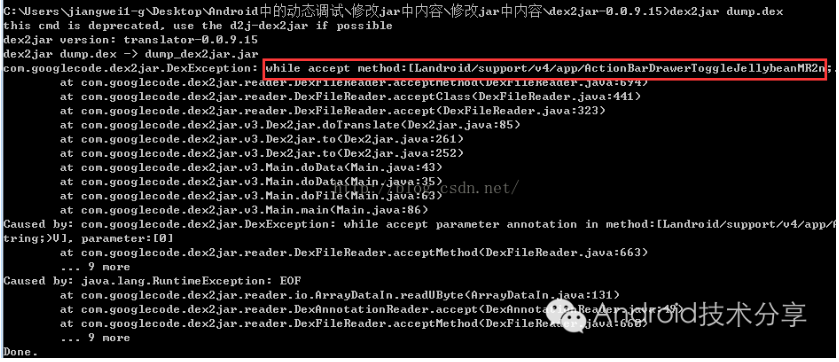 C:\Users\jiangwei1-g\Desktop\Android中的动态调试\修改jar中内容\修改jar中内容\dex2jar-0.0.9.15>dex2jar dump.dex
this cmd is deprecated, use the d2j-dex2jar if possible
dex2jar version: translator-0.0.9.15
dex2jar dump.dex -> dump_dex2jar.jar
com.googlecode.dex2jar.DexException: while accept method:[Landroid/support/v4/app/ActionBarDrawerToggleJellybeanMR2n;.
at com.googlecode.dex2jar.reader.DexFileReader.acceptMethod(DexFileReader.java:694)
at com.googlecode.dex2jar.reader.DexFileReader.acceptClass(DexFileReader.java:441)
at com.googlecode.dex2jar.reader.DexFileReader.accept(DexFileReader.java:323)
at com.googlecode.dex2jar.v3.Dex2jar.doTranslate(Dex2jar.java:85)
at com.googlecode.dex2jar.v3.Dex2jar.to(Dex2jar.java:261)
at com.googlecode.dex2jar.v3.Dex2jar.to(Dex2jar.java:252)
at com.googlecode.dex2jar.v3.Main.doData(Main.java:43)
at com.googlecode.dex2jar.v3.Main.doData(Main.java:35)
at com.googlecode.dex2jar.v3.Main.doFile(Main.java:63)
at com.googlecode.dex2jar.v3.Main.main(Main.java:86)
http://blog.csdn.net/
Caused by: com.googlecode.dex2jar.DexException: while accept parameter annotation in method:[Landroid/support/v4/app/A
tring;)V], parameter:[0]
at com.googlecode.dex2jar.reader.DexFileReader.acceptMethod(DexFileReader.java:663)
... 9 more
Caused by: java.lang.RuntimeException: EOF
at com.googlecode.dex2jar.reader.io.ArrayDataIn.readUByte(ArrayDataIn.java:131)
at com.googlecode.dex2jar.reader.DexAnnotationReader.accept(DexAnnotationReader.java:49)
at com.googlecode.dex2jar.reader.DexFileReader.acceptMethod(DexFileReader.java:660)
... 9 more
Done.
Android技术分享